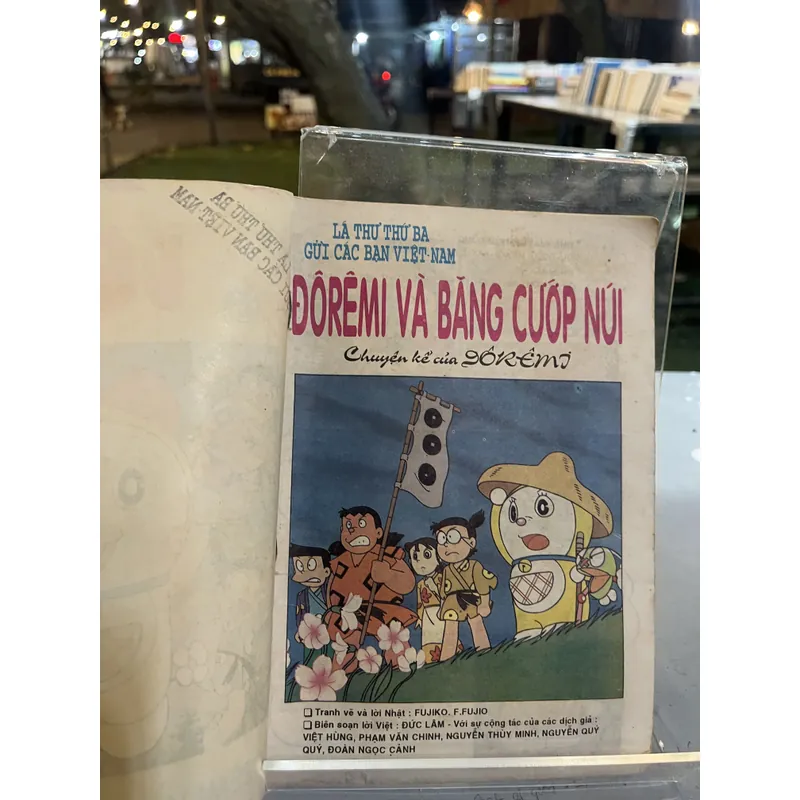 LÁ THƯ THỨ BA
GỬI CÁC BẠN VIỆT-NAM
ĐÔRÊMI VÀ BĂNG CƯỚP NÚI
Chuyện kể của ĐÔRÊMI
❏ Tranh vẽ và lời Nhật : FUJIKO. F.FUJIO
❏ Biên soạn lời Việt : ĐỨC LÂM - Với sự cộng tác của các dịch giả :
VIỆT HÙNG, PHẠM VĂN CHINH, NGUYỄN THÙY MINH, NGUYỄN QUÝ
QUÝ, ĐOÀN NGỌC CẢNH